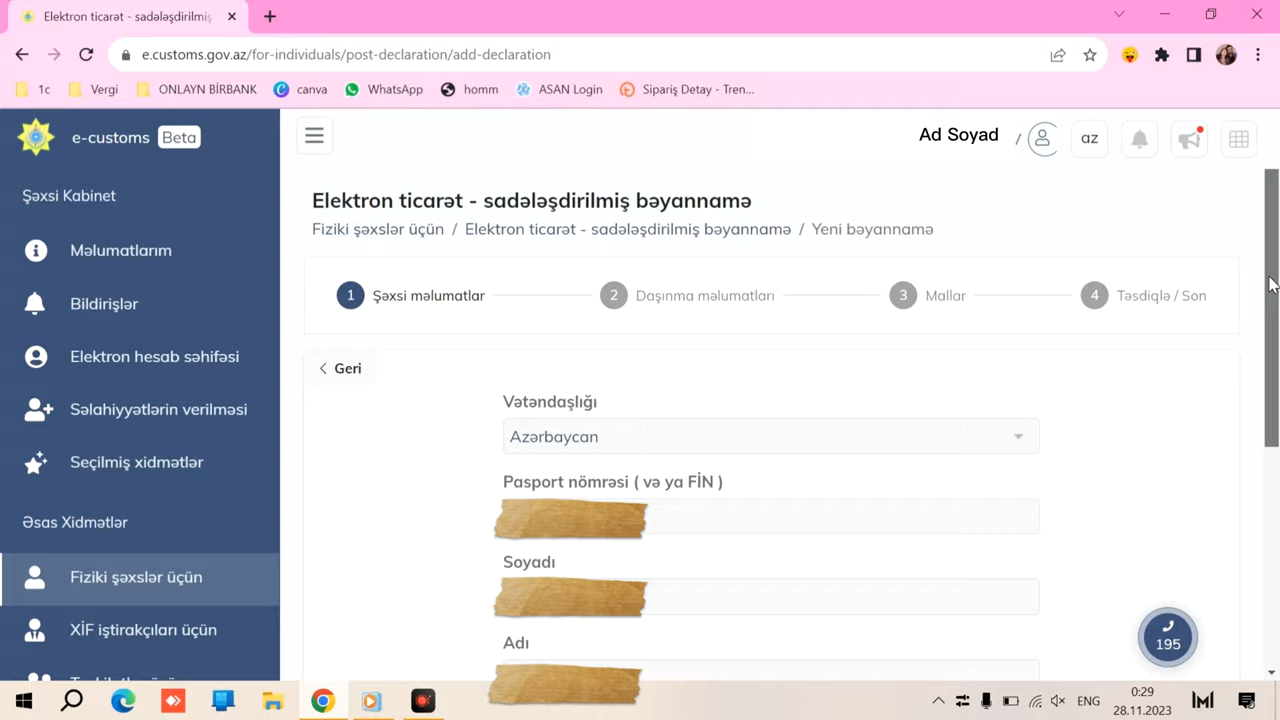 Elektron ticarət - sadələşdirilmiş
e.customs.gov.az/for-individuals/post-declaration/add-declaration
1c
Vergi
ONLAYN BİRBANK
canva
WhatsApp
homm
ASAN Login
Sipariş Detay - Tren...
e-customs Beta
Ad Soyad /
az
Şəxsi Kabinet
Məlumatlarım
Bildirişlər
Elektron hesab səhifəsi
Səlahiyyətlərin verilməsi
Seçilmiş xidmətlər
Əsas Xidmətlər
Fiziki şəxslər üçün
XİF iştirakçıları üçün
Elektron ticarət - sadələşdirilmiş bəyannamə
Fiziki şəxslər üçün / Elektron ticarət - sadələşdirilmiş bəyannamə / Yeni bəyannamə
1 Şəxsi məlumatlar
2 Daşınma məlumatları
3 Mallar
4 Təsdiqlə / Son
Geri
Vətəndaşlığı
Azərbaycan
Pasport nömrəsi ( və ya FİN )
Soyadı
Adı
195
ENG
0:29
28.11.2023